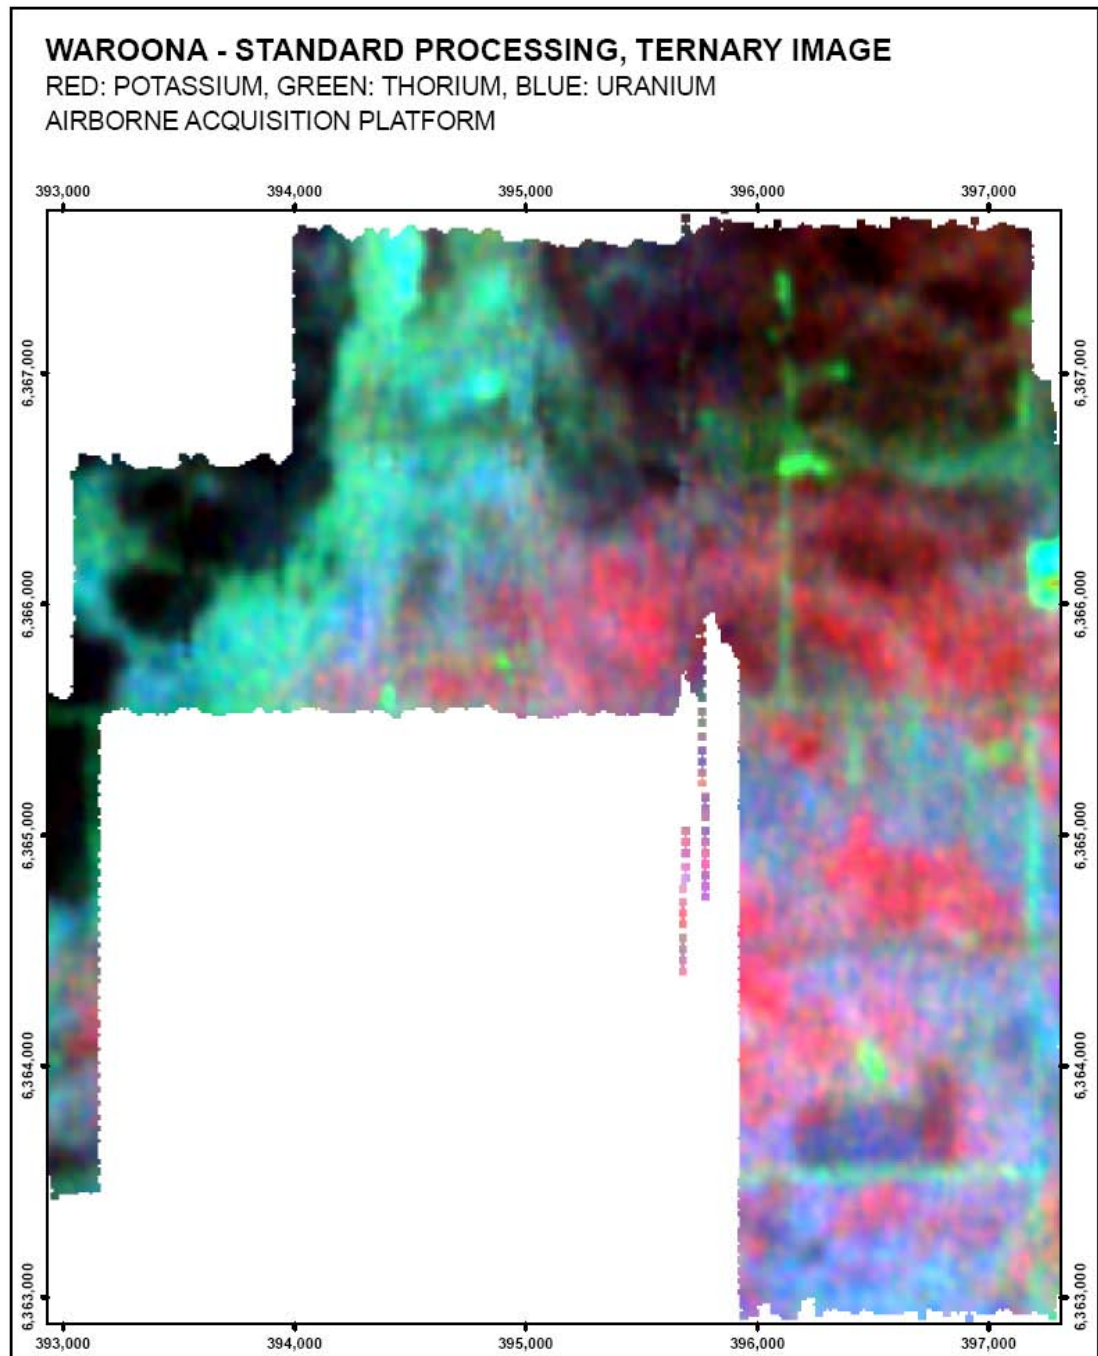 WAROONA - STANDARD PROCESSING, TERNARY IMAGE
RED: POTASSIUM, GREEN: THORIUM, BLUE: URANIUM
AIRBORNE ACQUISITION PLATFORM
393,000 394,000 395,000 396,000 397,000
6,367,000 6,367,000
6,366,000 6,366,000
6,365,000 6,365,000
6,364,000 6,364,000
6,363,000 6,363,000
393,000 394,000 395,000 396,000 397,000